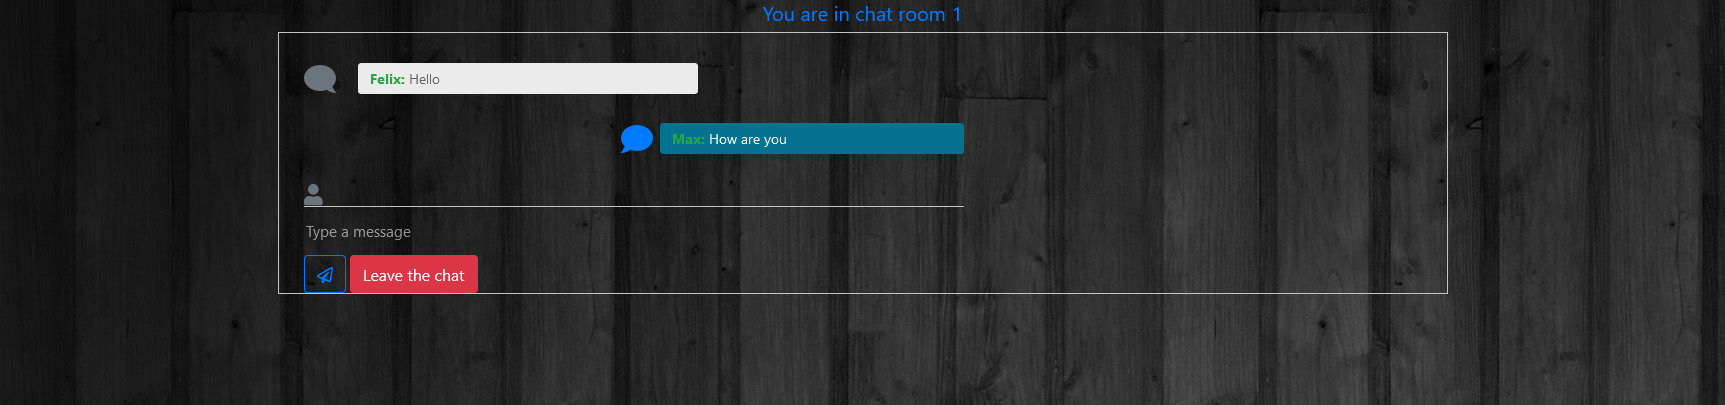 You are in chat room 1
Felix: Hello
Max: How are you
Type a message
Leave the chat